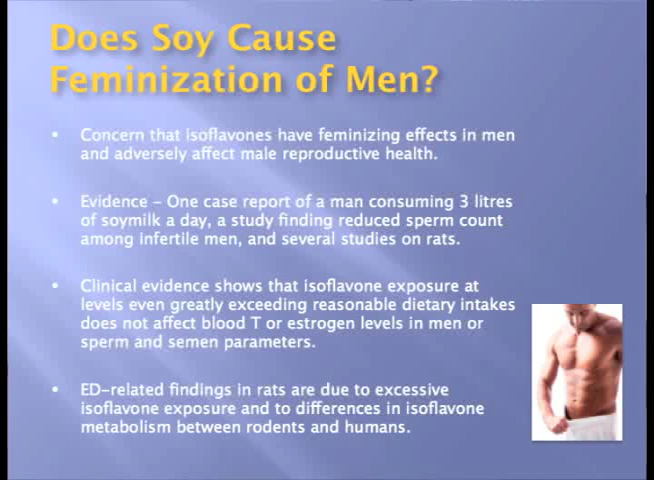 Does Soy Cause
Feminization of Men?
• Concern that isoflavones have feminizing effects in men
and adversely affect male reproductive health.
• Evidence – One case report of a man consuming 3 litres
of soymilk a day, a study finding reduced sperm count
among infertile men, and several studies on rats.
• Clinical evidence shows that isoflavone exposure at
levels even greatly exceeding reasonable dietary intakes
does not affect blood T or estrogen levels in men or
sperm and semen parameters.
• ED-related findings in rats are due to excessive
isoflavone exposure and to differences in isoflavone
metabolism between rodents and humans.